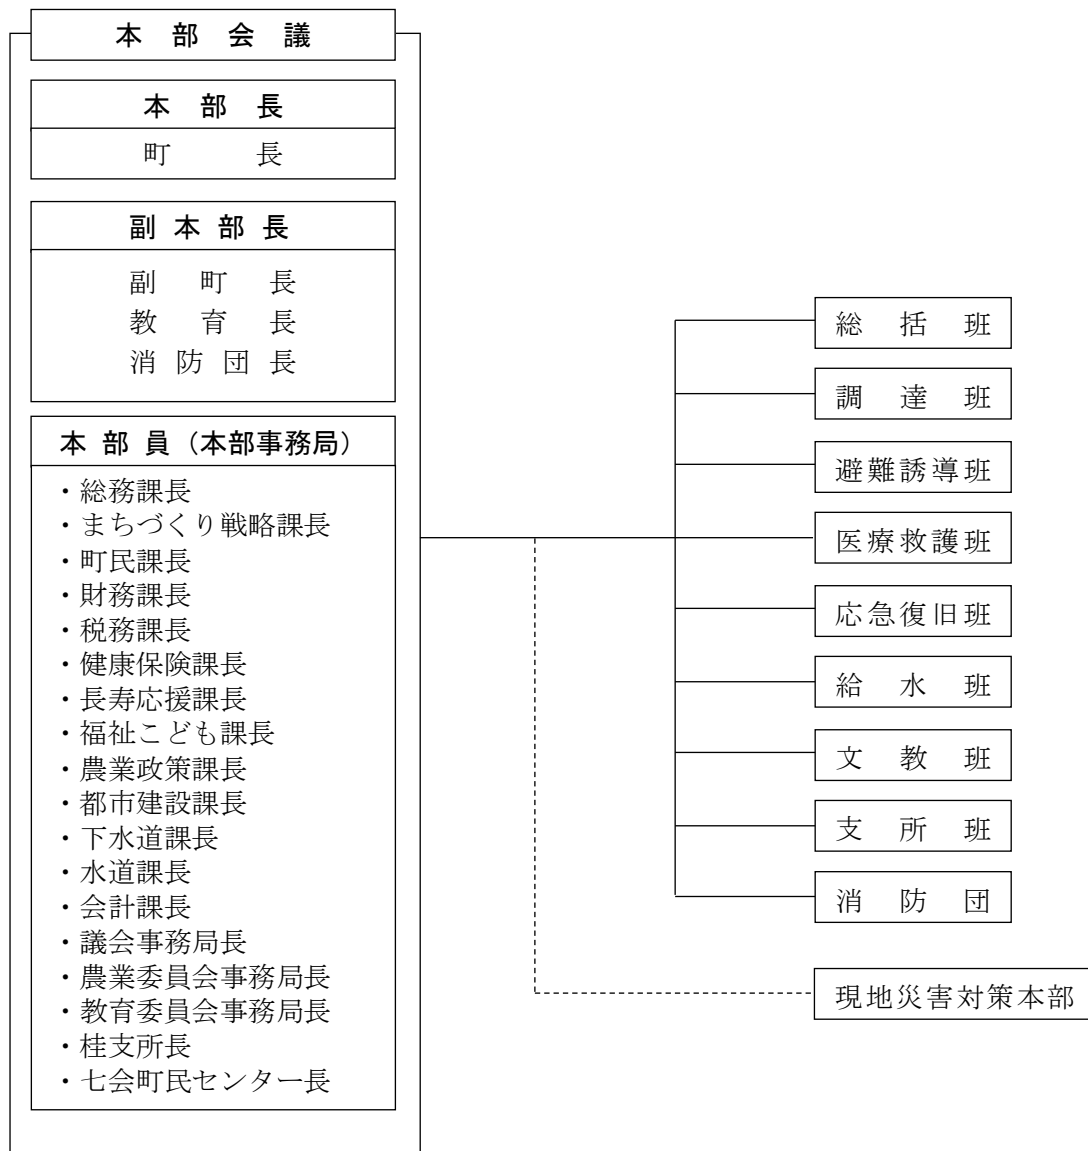 本部会議
本部長
町長
副本部長
副町長
教育長
消防団長
本部員（本部事務局）
・総務課長
・まちづくり戦略課長
・町民課長
・財務課長
・税務課長
・健康保険課長
・長寿応援課長
・福祉こども課長
・農業政策課長
・都市建設課長
・下水道課長
・水道課長
・会計課長
・議会事務局長
・農業委員会事務局長
・教育委員会事務局長
・桂支所長
・七会町民センター長
総括班
調達班
避難誘導班
医療救護班
応急復旧班
給水班
文教班
支所班
消防団
現地災害対策本部